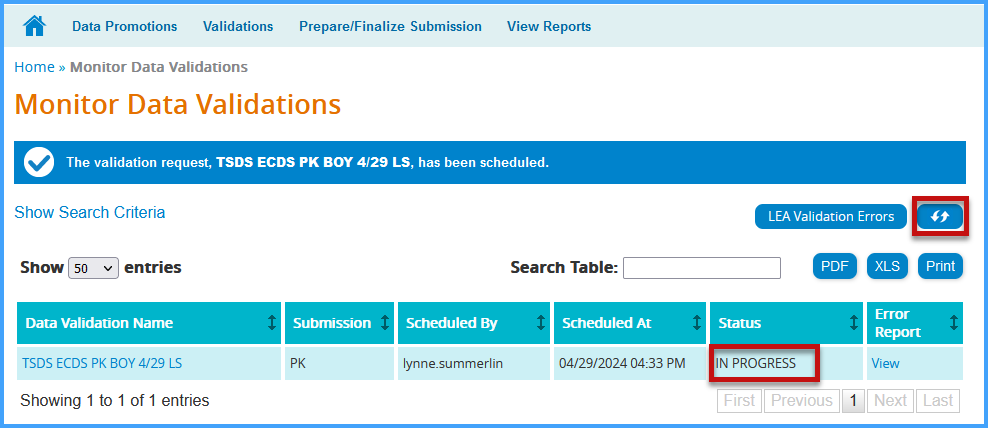 Data Promotions Validations Prepare/Finalize Submission View Reports
Home » Monitor Data Validations
Monitor Data Validations
The validation request, TSDS ECDS PK BOY 4/29 LS, has been scheduled.
Show Search Criteria
LEA Validation Errors
Show 50 entries Search Table: PDF XLS Print
Data Validation Name Submission Scheduled By Scheduled At Status Error Report
TSDS ECDS PK BOY 4/29 LS PK lynne.summerlin 04/29/2024 04:33 PM IN PROGRESS View
Showing 1 to 1 of 1 entries First Previous 1 Next Last